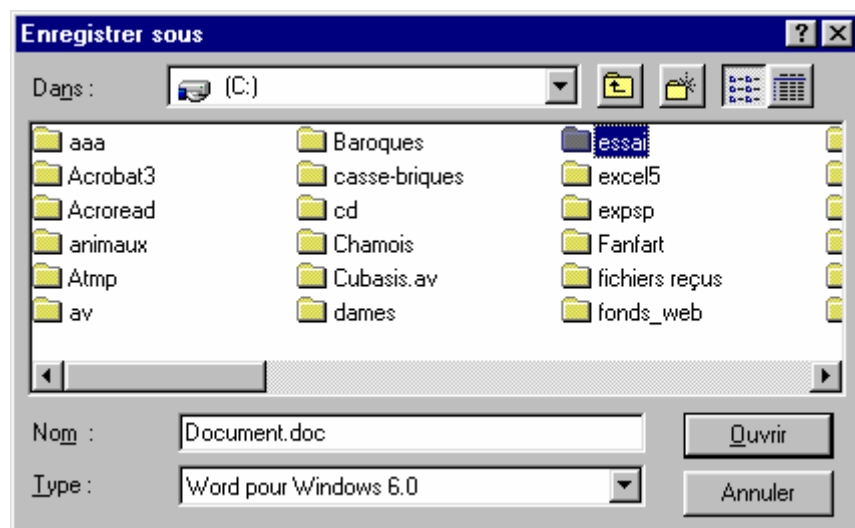 Enregistrer sous
Dans : (C:)
aaa Baroques essai
Acrobat3 casse-briques excel5
Acroread cd expsp
animaux Chamois Fanfart
Atmp Cubasis.av fichiers reçus
av dames fonds_web
Nom : Document.doc Ouvrir
Type : Word pour Windows 6.0 Annuler